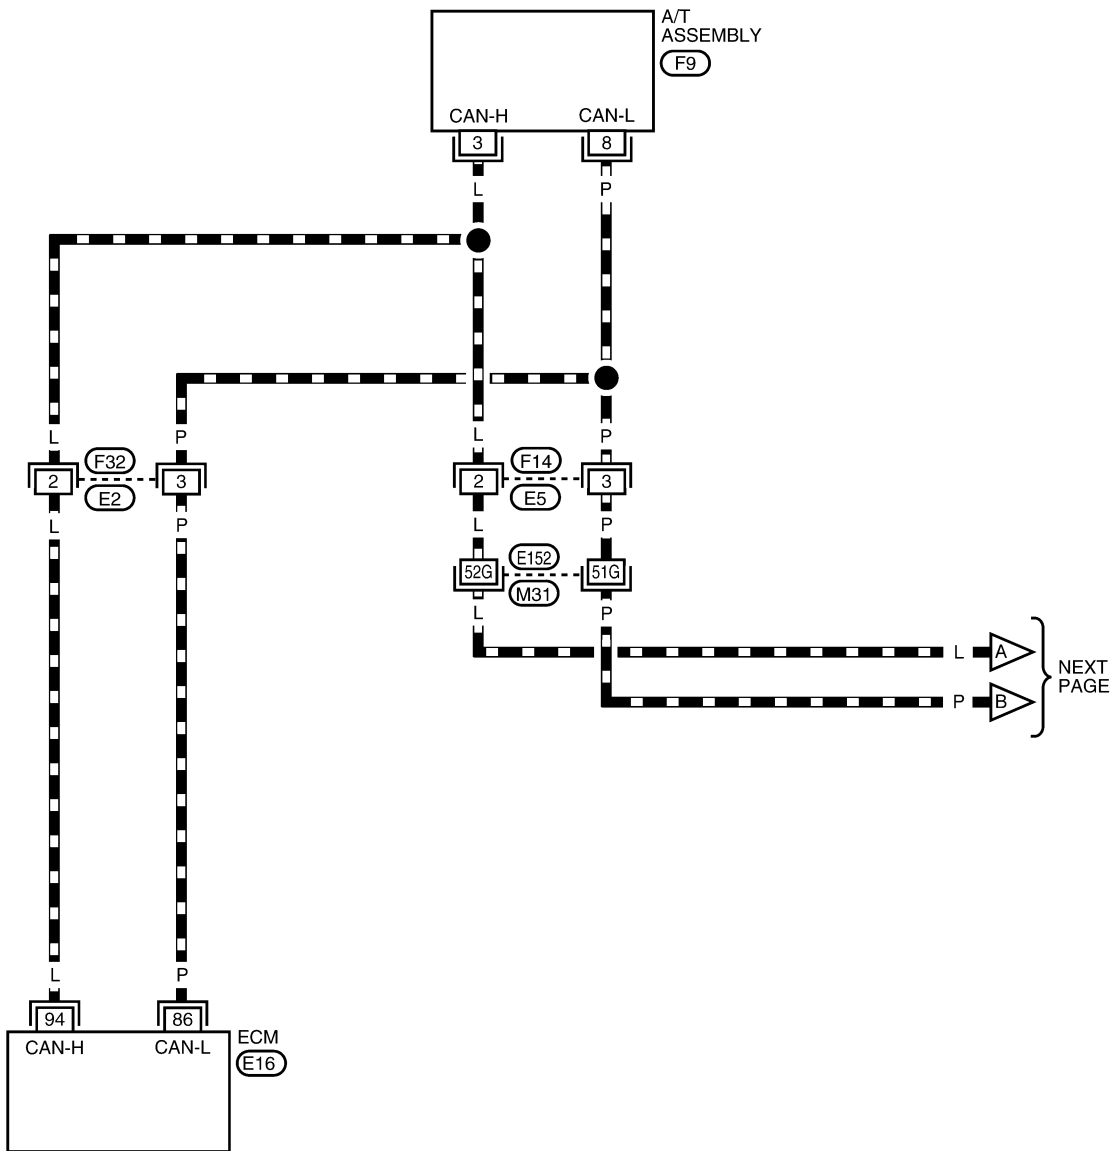 A/T
ASSEMBLY
F9
CAN-H CAN-L
3 8
L P
L P L P
F32 F14
2 3 2 3
E2 E5
L P L P
E152
52G 51G
M31
L P
L A
NEXT
PAGE
P B
L P
94 86
ECM
CAN-H CAN-L
E16